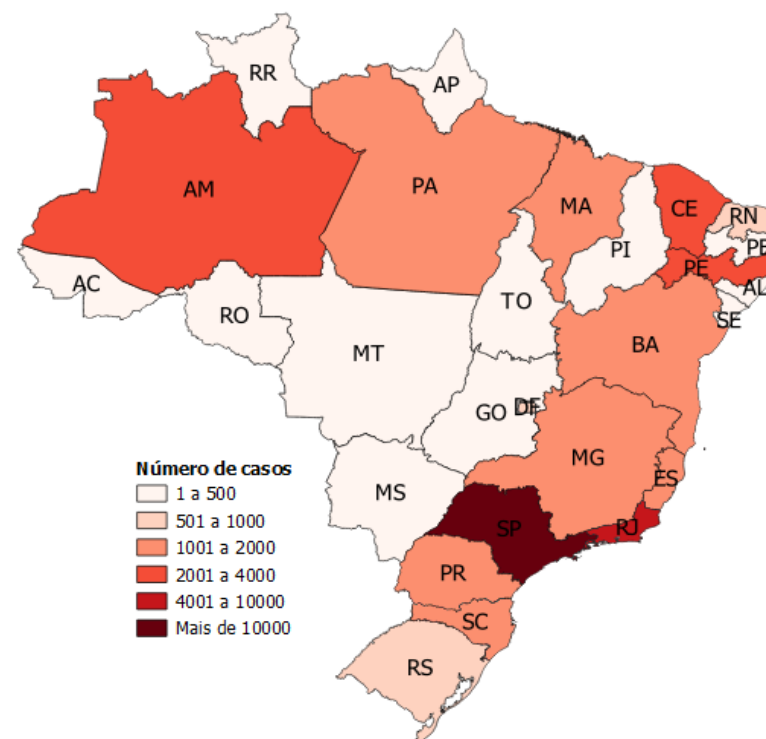 RR
AP
AM
PA
MA
CE
RN
PB
PI
PE
AL
SE
AC
RO
TO
BA
MT
GO
DF
MG
ES
MS
SP
RJ
PR
SC
RS
Número de casos
1 a 500
501 a 1000
1001 a 2000
2001 a 4000
4001 a 10000
Mais de 10000